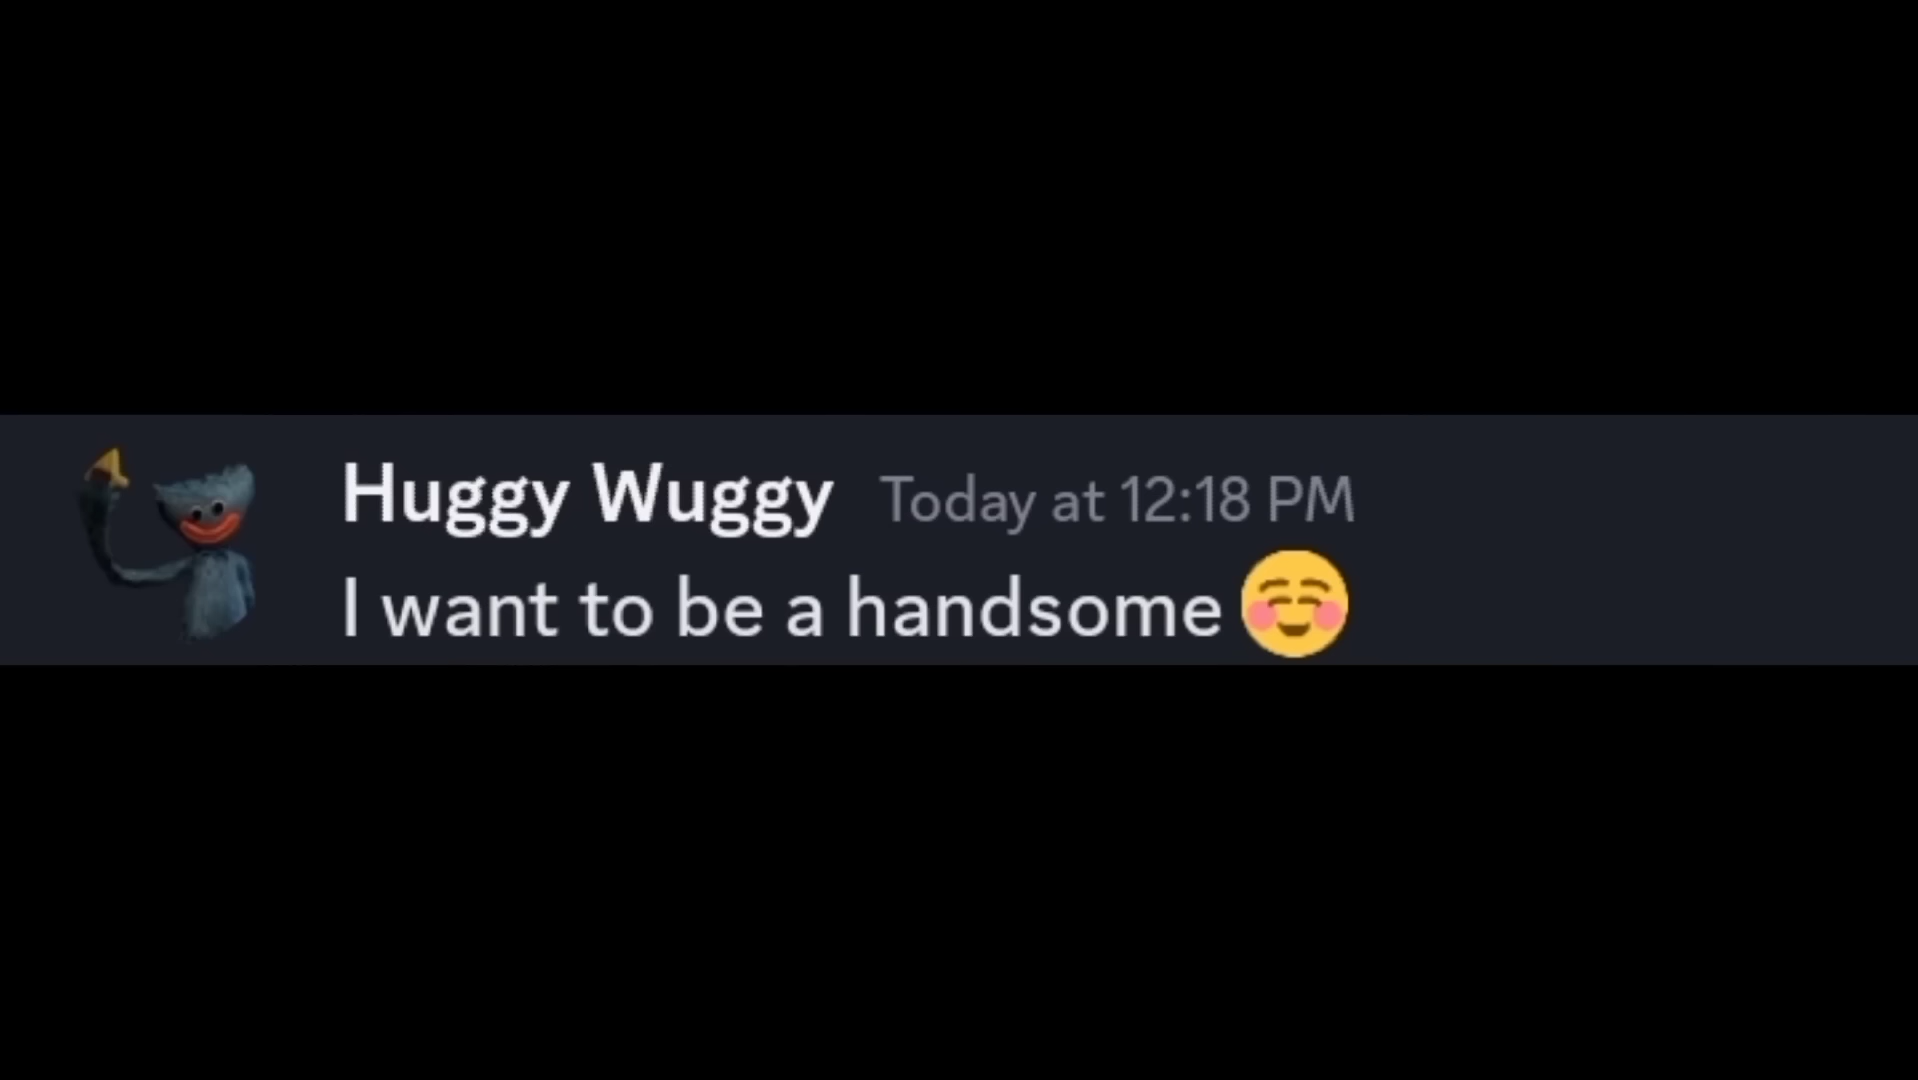 Huggy Wuggy Today at 12:18 PM
I want to be a handsome ☺️